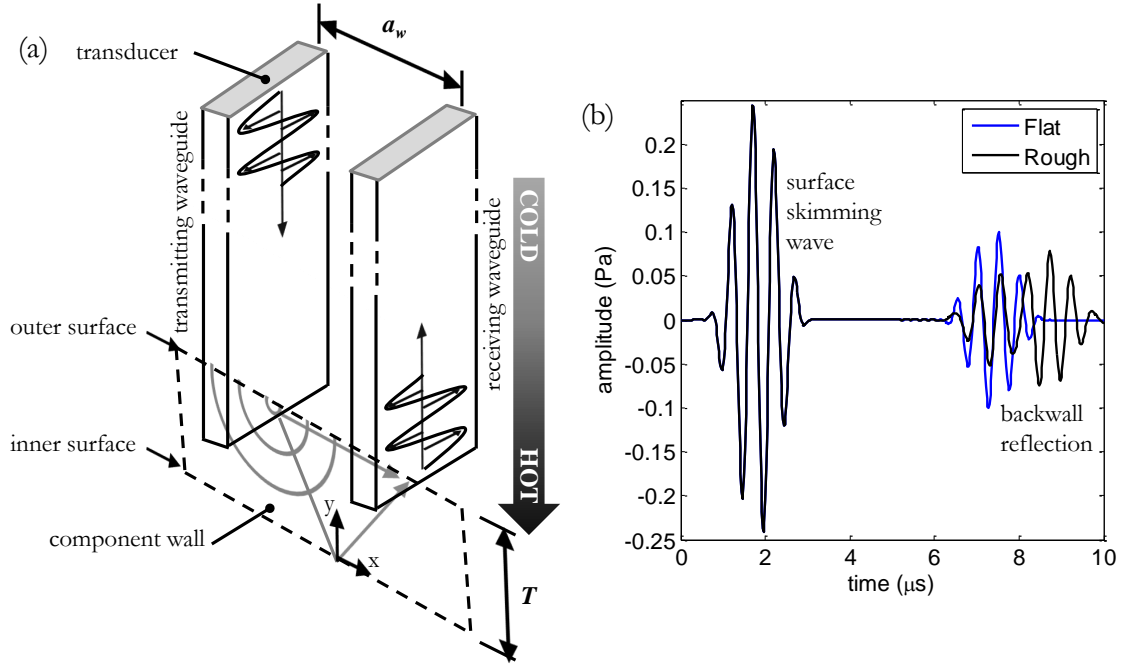 (a)
transducer
a_w
transmitting waveguide
receiving waveguide
COLD
HOT
outer surface
inner surface
component wall
y
x
T
(b)
Flat
Rough
surface
skimming
wave
backwall
reflection
amplitude (Pa)
0.2
0.15
0.1
0.05
0
-0.05
-0.1
-0.15
-0.2
-0.25
0
2
4
6
8
10
time (μs)